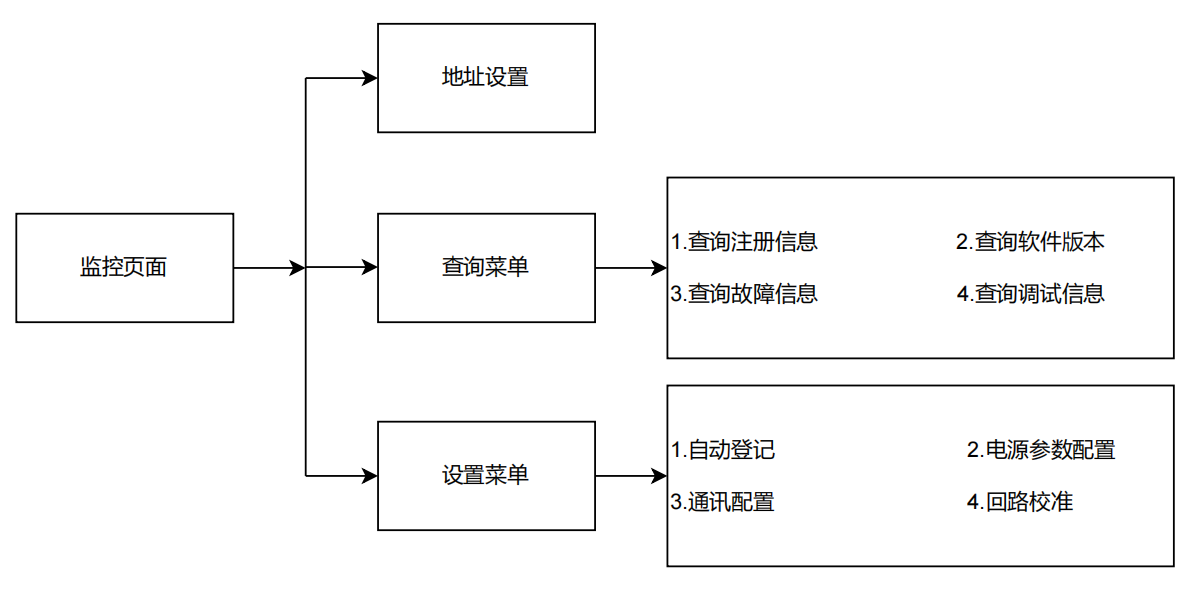 地址设置
监控页面
查询菜单
1.查询注册信息 2.查询软件版本
3.查询故障信息 4.查询调试信息
设置菜单
1.自动登记 2.电源参数配置
3.通讯配置 4.回路校准